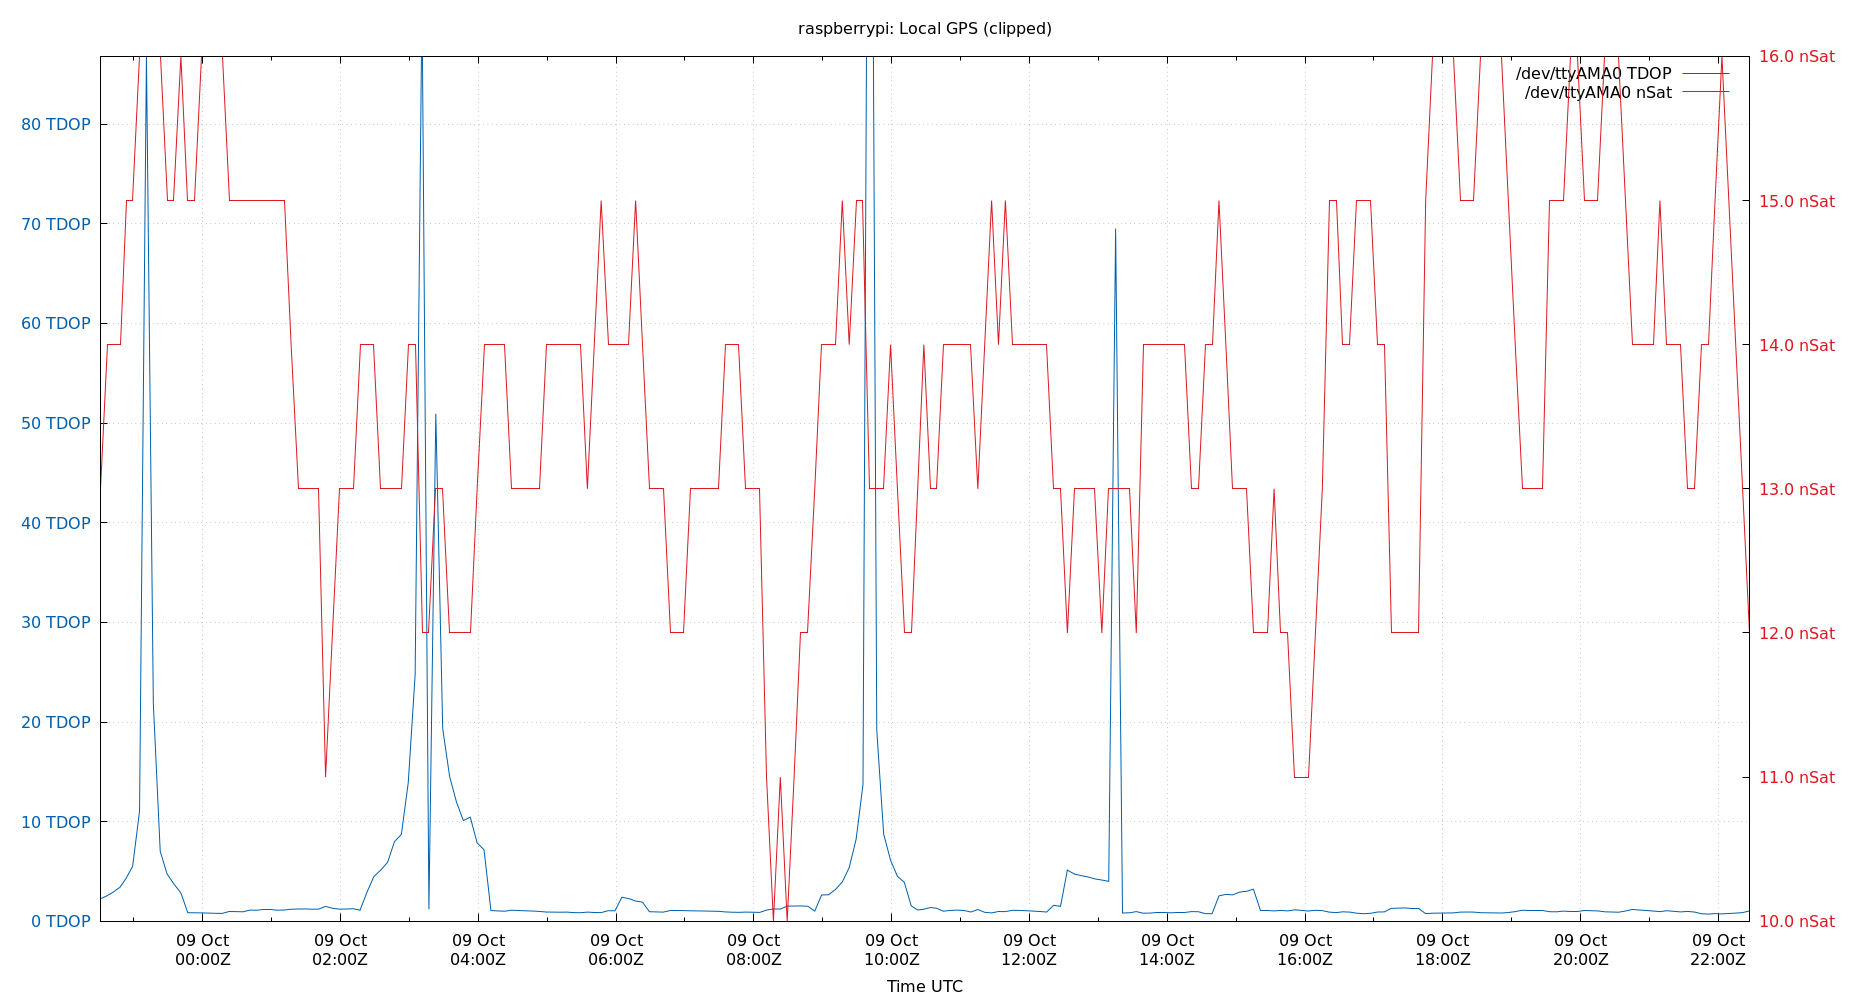 raspberrypi: Local GPS (clipped)
/dev/ttyAMA0 TDOP
/dev/ttyAMA0 nSat
80 TDOP
70 TDOP
60 TDOP
50 TDOP
40 TDOP
30 TDOP
20 TDOP
10 TDOP
0 TDOP
16.0 nSat
15.0 nSat
14.0 nSat
13.0 nSat
12.0 nSat
11.0 nSat
10.0 nSat
09 Oct
00:00Z
09 Oct
02:00Z
09 Oct
04:00Z
09 Oct
06:00Z
09 Oct
08:00Z
09 Oct
10:00Z
09 Oct
12:00Z
09 Oct
14:00Z
09 Oct
16:00Z
09 Oct
18:00Z
09 Oct
20:00Z
09 Oct
22:00Z
Time UTC